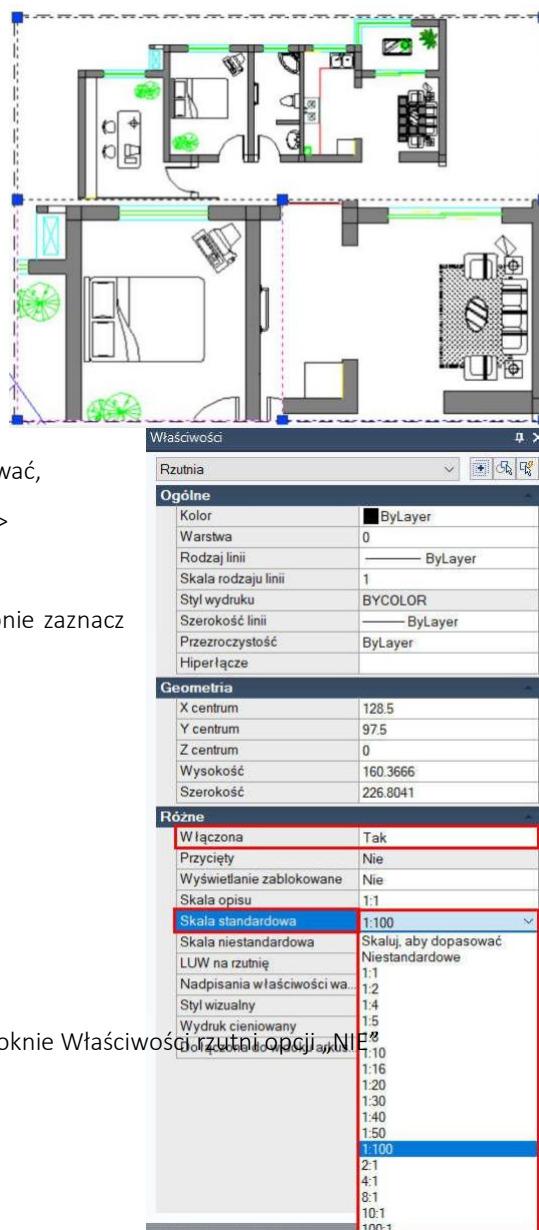 Właściwości
wać,
Rzutnia
Ogólne
>
Kolor ByLayer
Warstwa 0
Rodzaj linii ByLayer
Skala rodzaju linii 1
Styl wydruku BYCOLOR
onie zaznacz
Szerokość linii ByLayer
Przezroczystość ByLayer
Hiperłącze
Geometria
X centrum 128.5
Y centrum 97.5
Z centrum 0
Wysokość 160.3666
Szerokość 226.8041
Różne
Włączona Tak
Przycięty Nie
Wyświetlanie zablokowane Nie
Skala opisu 1:1
Skala standardowa 1:100
Skala niestandardowa Skaluj, aby dopasować
Niestandardowe
LUW na rzutnię
1:1
Nadpisania właściwości wa...
1:2
Styl wizualny 1:4
1:5
Wydruk cieniowany
oknie Właściwości rzutni opcji „NIE”
1:10
1:16
1:20
1:30
1:40
1:50
1:100
2:1
4:1
8:1
10:1
100:1